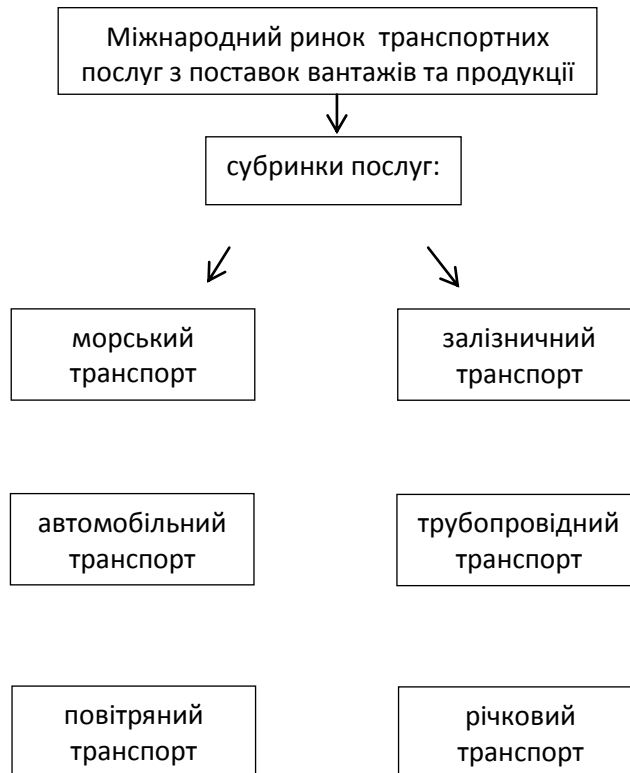 Міжнародний ринок транспортних
послуг з поставок вантажів та продукції
субринки послуг:
морський
транспорт
залізничний
транспорт
автомобільний
транспорт
трубопровідний
транспорт
повітряний
транспорт
річковий
транспорт